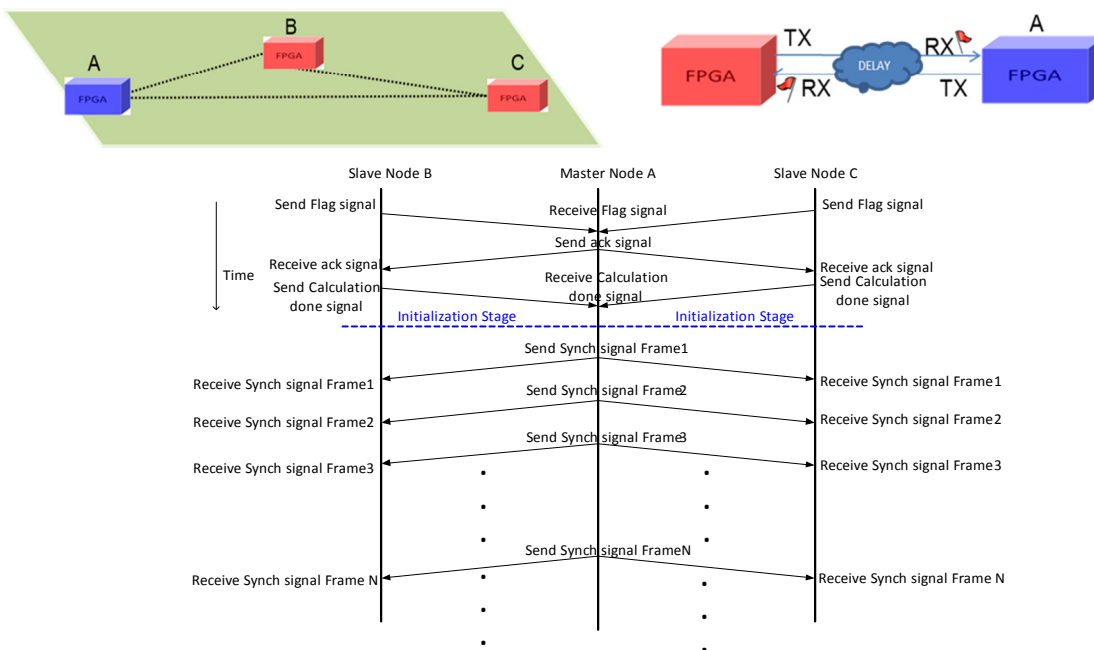 A
B
C
FPGA
FPGA
FPGA
TX
RX
DELAY
RX
TX
A
FPGA
FPGA
Slave Node B
Master Node A
Slave Node C
Time
Send Flag signal
Receive Flag signal
Send Flag signal
Send ack signal
Receive ack signal
Receive ack signal
Send Calculation
done signal
Receive Calculation
done signal
Send Calculation
done signal
Initialization Stage
Initialization Stage
Send Synch signal Frame1
Receive Synch signal Frame1
Receive Synch signal Frame1
Send Synch signal Frame2
Receive Synch signal Frame2
Receive Synch signal Frame2
Send Synch signal Frame3
Receive Synch signal Frame3
Receive Synch signal Frame3
Send Synch signal FrameN
Receive Synch signal Frame N
Receive Synch signal Frame N